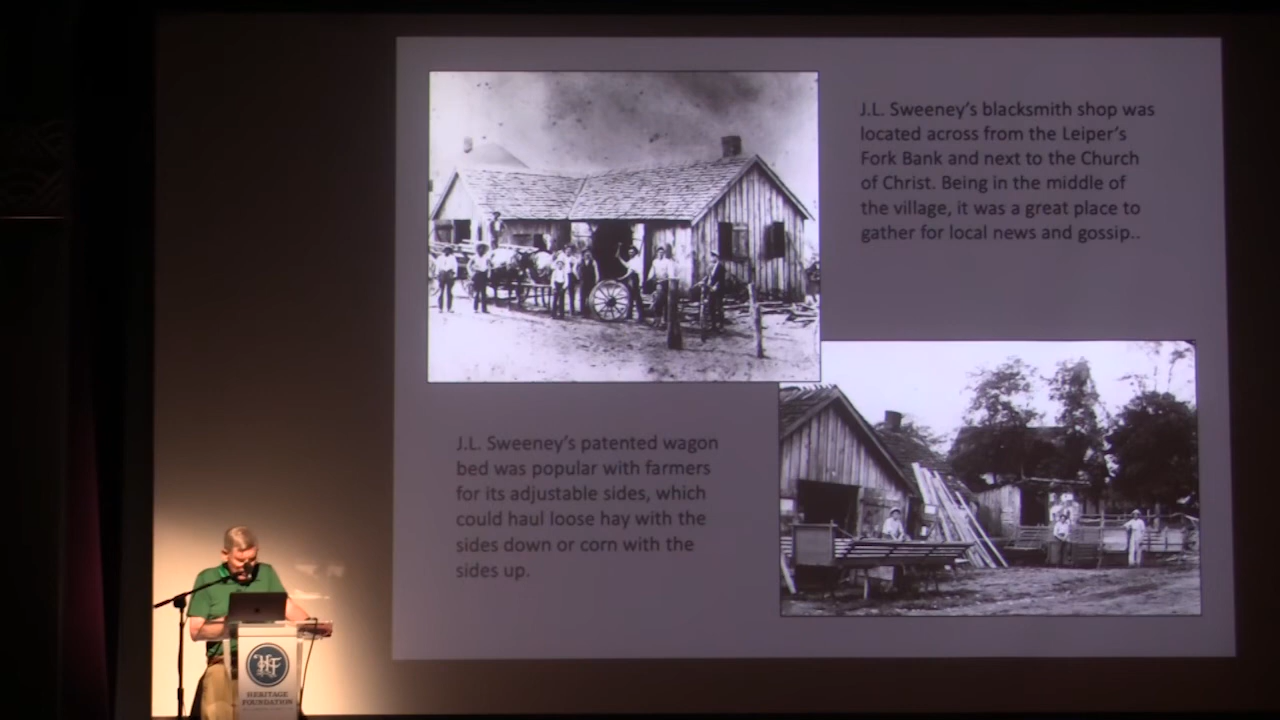 J.L. Sweeney's blacksmith shop was
located across from the Leiper's
Fork Bank and next to the Church
of Christ. Being in the middle of
the village, it was a great place to
gather for local news and gossip..
J.L. Sweeney's patented wagon
bed was popular with farmers
for its adjustable sides, which
could haul loose hay with the
sides down or corn with the
sides up.
HF
HERITAGE
FOUNDATION